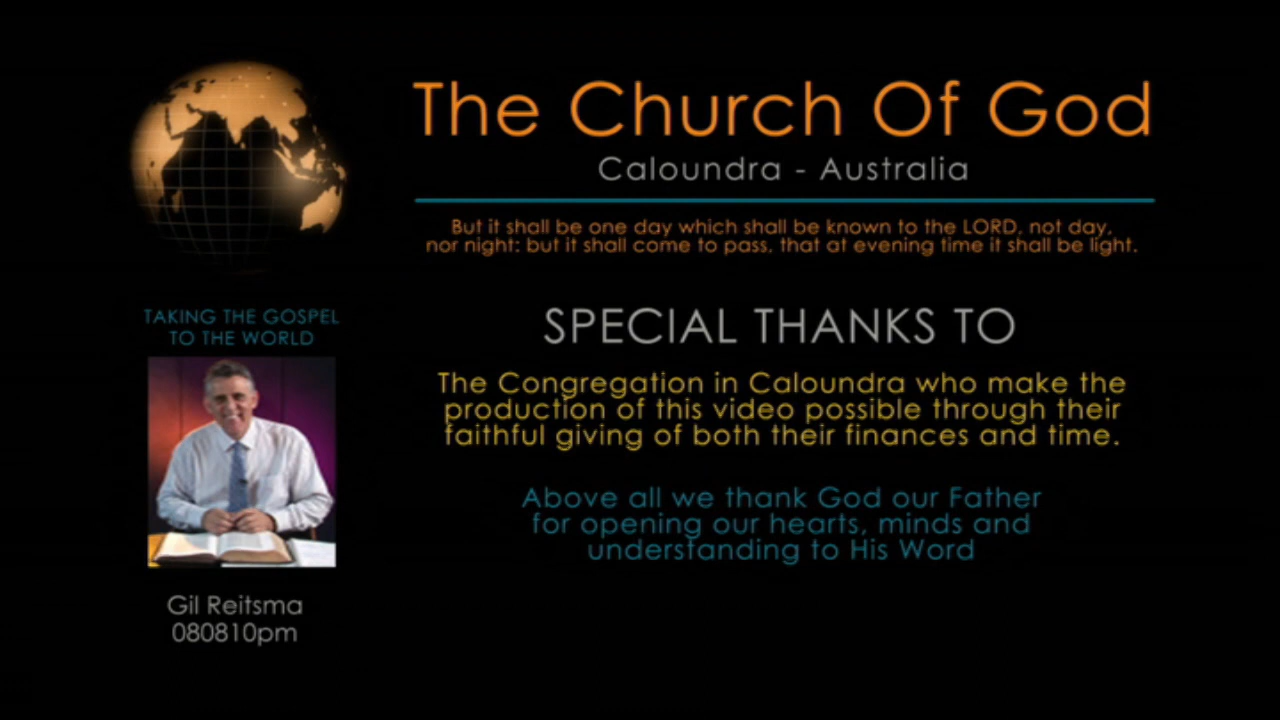 The Church Of God
Caloundra - Australia
But it shall be one day which shall be known to the LORD, not day,
nor night: but it shall come to pass, that at evening time it shall be light.
TAKING THE GOSPEL
TO THE WORLD
SPECIAL THANKS TO
The Congregation in Caloundra who make the
production of this video possible through their
faithful giving of both their finances and time.
Above all we thank God our Father
for opening our hearts, minds and
understanding to His Word
Gil Reitsma
080810pm